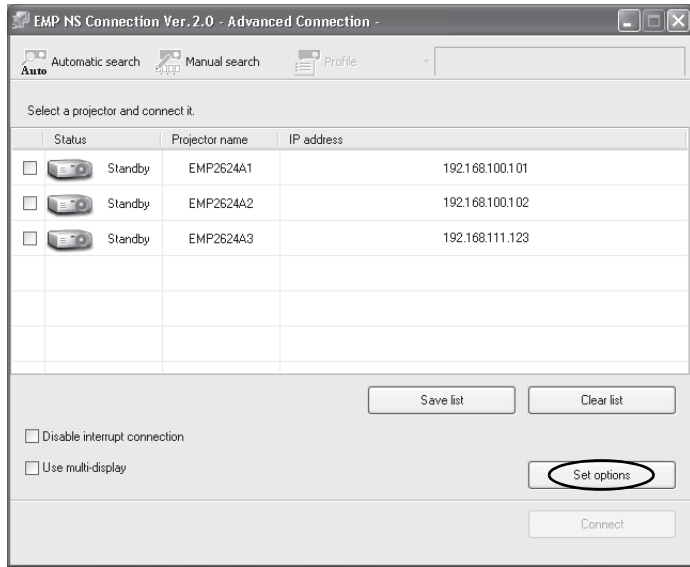 EMP NS Connection Ver.2.0 - Advanced Connection -
Auto Automatic search Manual search Profile
Select a projector and connect it.
Status Projector name IP address
Standby EMP2624A1 192.168.100.101
Standby EMP2624A2 192.168.100.102
Standby EMP2624A3 192.168.111.123
Save list Clear list
Disable interrupt connection
Use multi-display
Set options
Connect